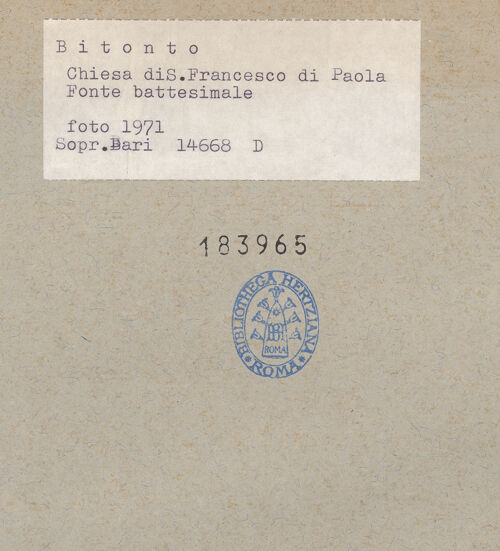 Bitonto
Chiesa diS.Francesco di Paola
Fonte battesimale
foto 1971
Sopr.Bari 14668 D
183965
BIBLIOTHECA HERTZIANA
ROMA
ROMA